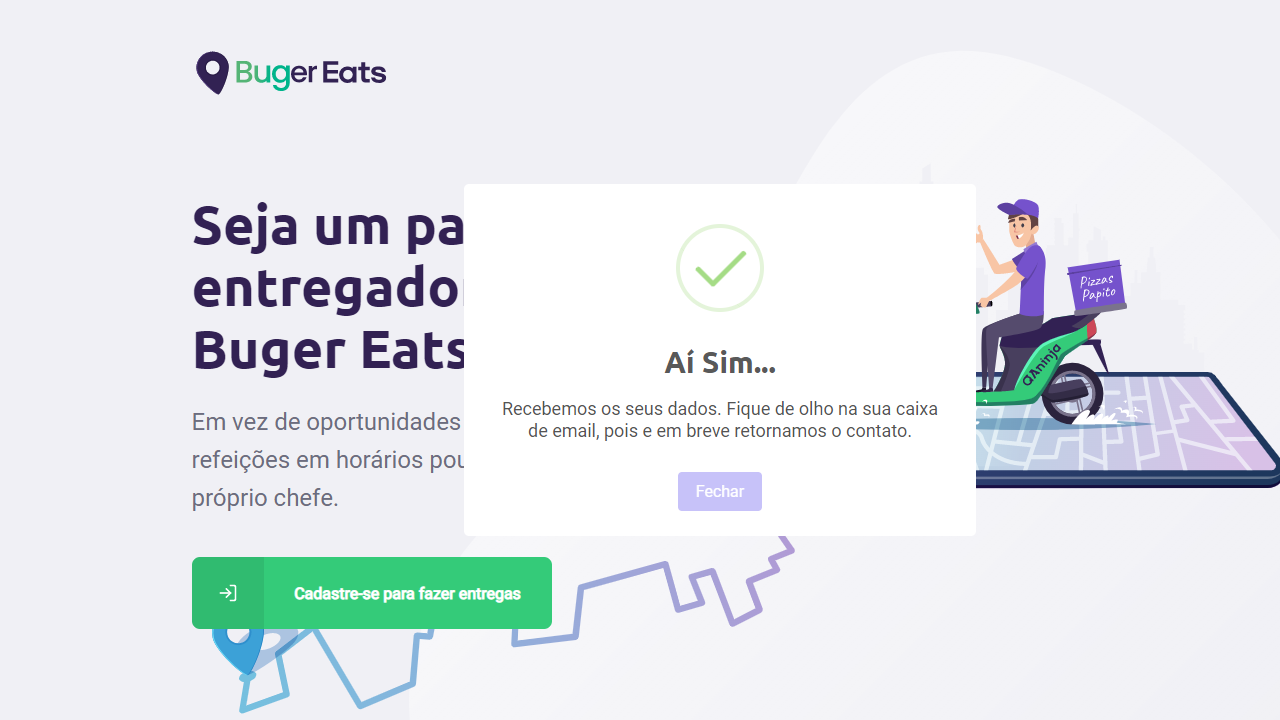 Buger Eats
Seja um pa
entregado
Buger Eats
Em vez de oportunidades
refeições em horários pou
próprio chefe.
Cadastre-se para fazer entregas
Aí Sim...
Recebemos os seus dados. Fique de olho na sua caixa
de email, pois e em breve retornamos o contato.
Fechar
Pizzas
Papito
QAninja